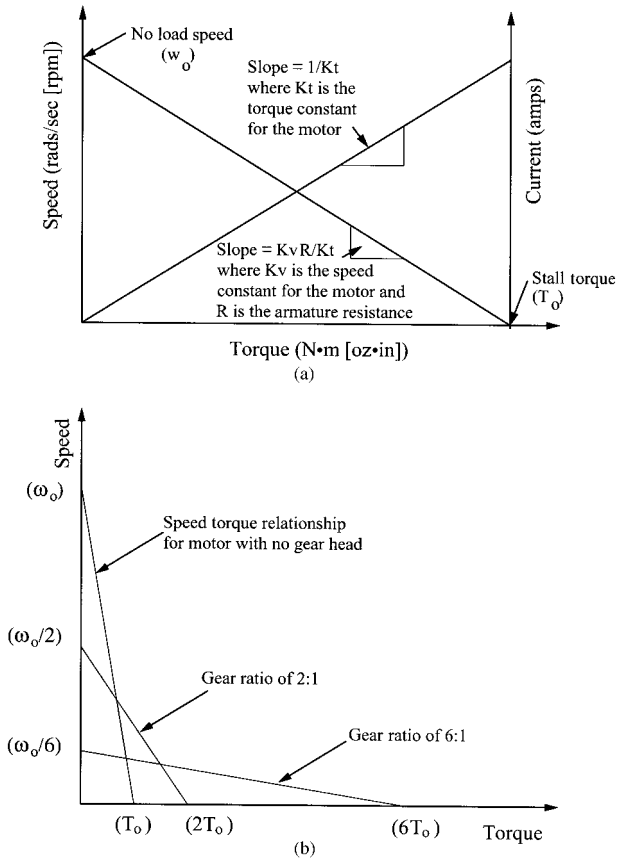 No load speed
(w o)
Slope = 1/Kt
where Kt is the
torque constant
for the motor
Speed (rads/sec [rpm])
Current (amps)
Slope = KvR/Kt
where Kv is the speed
constant for the motor and
R is the armature resistance
Stall torque
(T o)
Torque (N•m [oz•in])
(a)
Speed
(ωo)
Speed torque relationship
for motor with no gear head
(ωo/2)
Gear ratio of 2:1
(ωo/6)
Gear ratio of 6:1
(To)
(2To)
(6To)
Torque
(b)